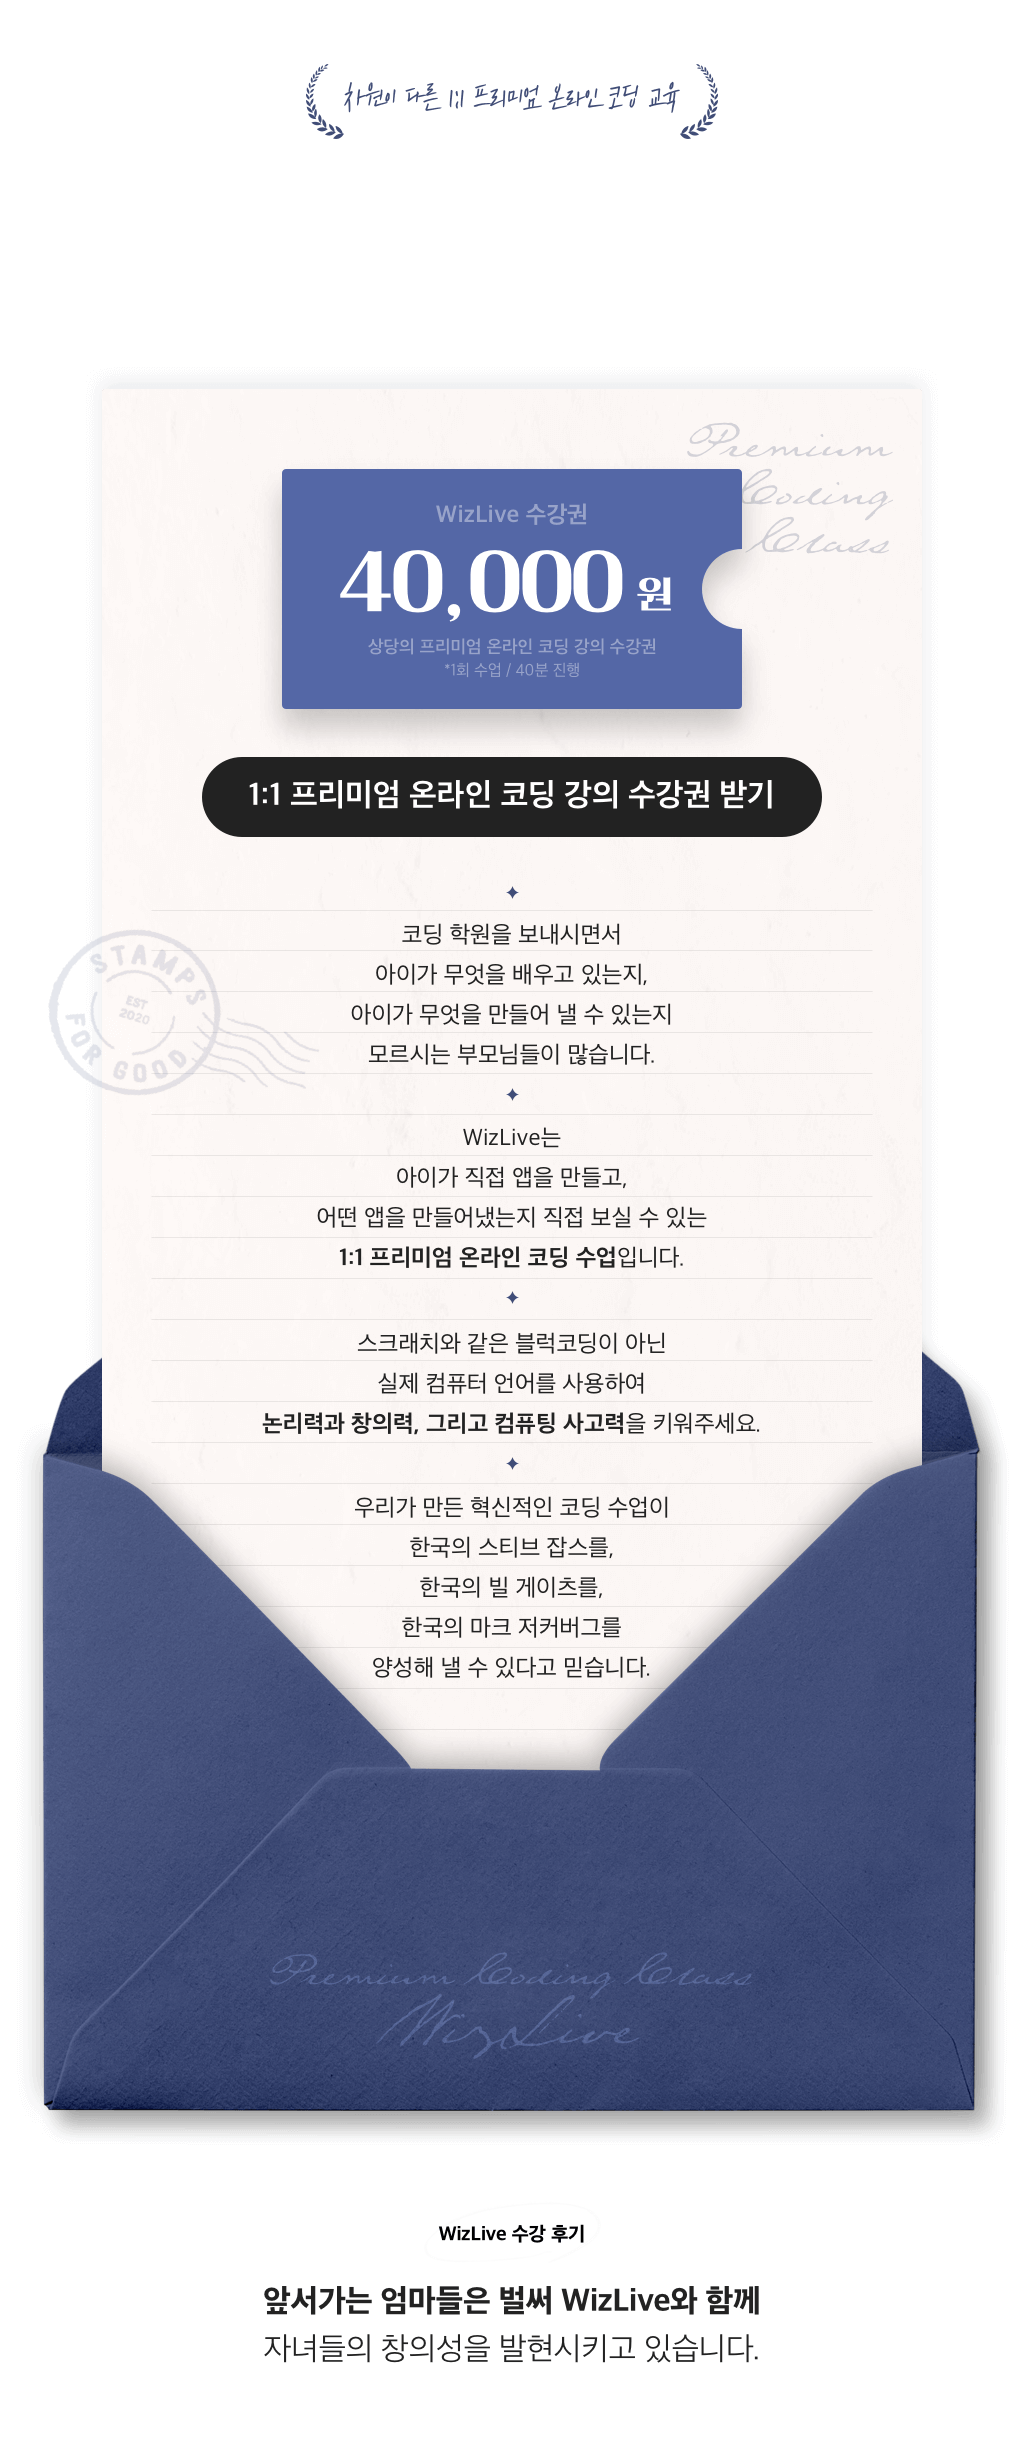 차원이 다른 1:1 프리미엄 온라인 코딩 교육
Premium
Coding
Class
WizLive 수강권
40,000 원
상당의 프리미엄 온라인 코딩 강의 수강권
*1회 수업 / 40분 진행
1:1 프리미엄 온라인 코딩 강의 수강권 받기
코딩 학원을 보내시면서
아이가 무엇을 배우고 있는지,
아이가 무엇을 만들어 낼 수 있는지
모르시는 부모님들이 많습니다.
STAMPS
EST
2020
FOR GOOD
WizLive는
아이가 직접 앱을 만들고,
어떤 앱을 만들어냈는지 직접 보실 수 있는
1:1 프리미엄 온라인 코딩 수업입니다.
스크래치와 같은 블럭코딩이 아닌
실제 컴퓨터 언어를 사용하여
논리력과 창의력, 그리고 컴퓨팅 사고력을 키워주세요.
우리가 만든 혁신적인 코딩 수업이
한국의 스티브 잡스를,
한국의 빌 게이츠를,
한국의 마크 저커버그를
양성해 낼 수 있다고 믿습니다.
Premium Coding Class
WizLive
WizLive 수강 후기
앞서가는 엄마들은 벌써 WizLive와 함께
자녀들의 창의성을 발현시키고 있습니다.